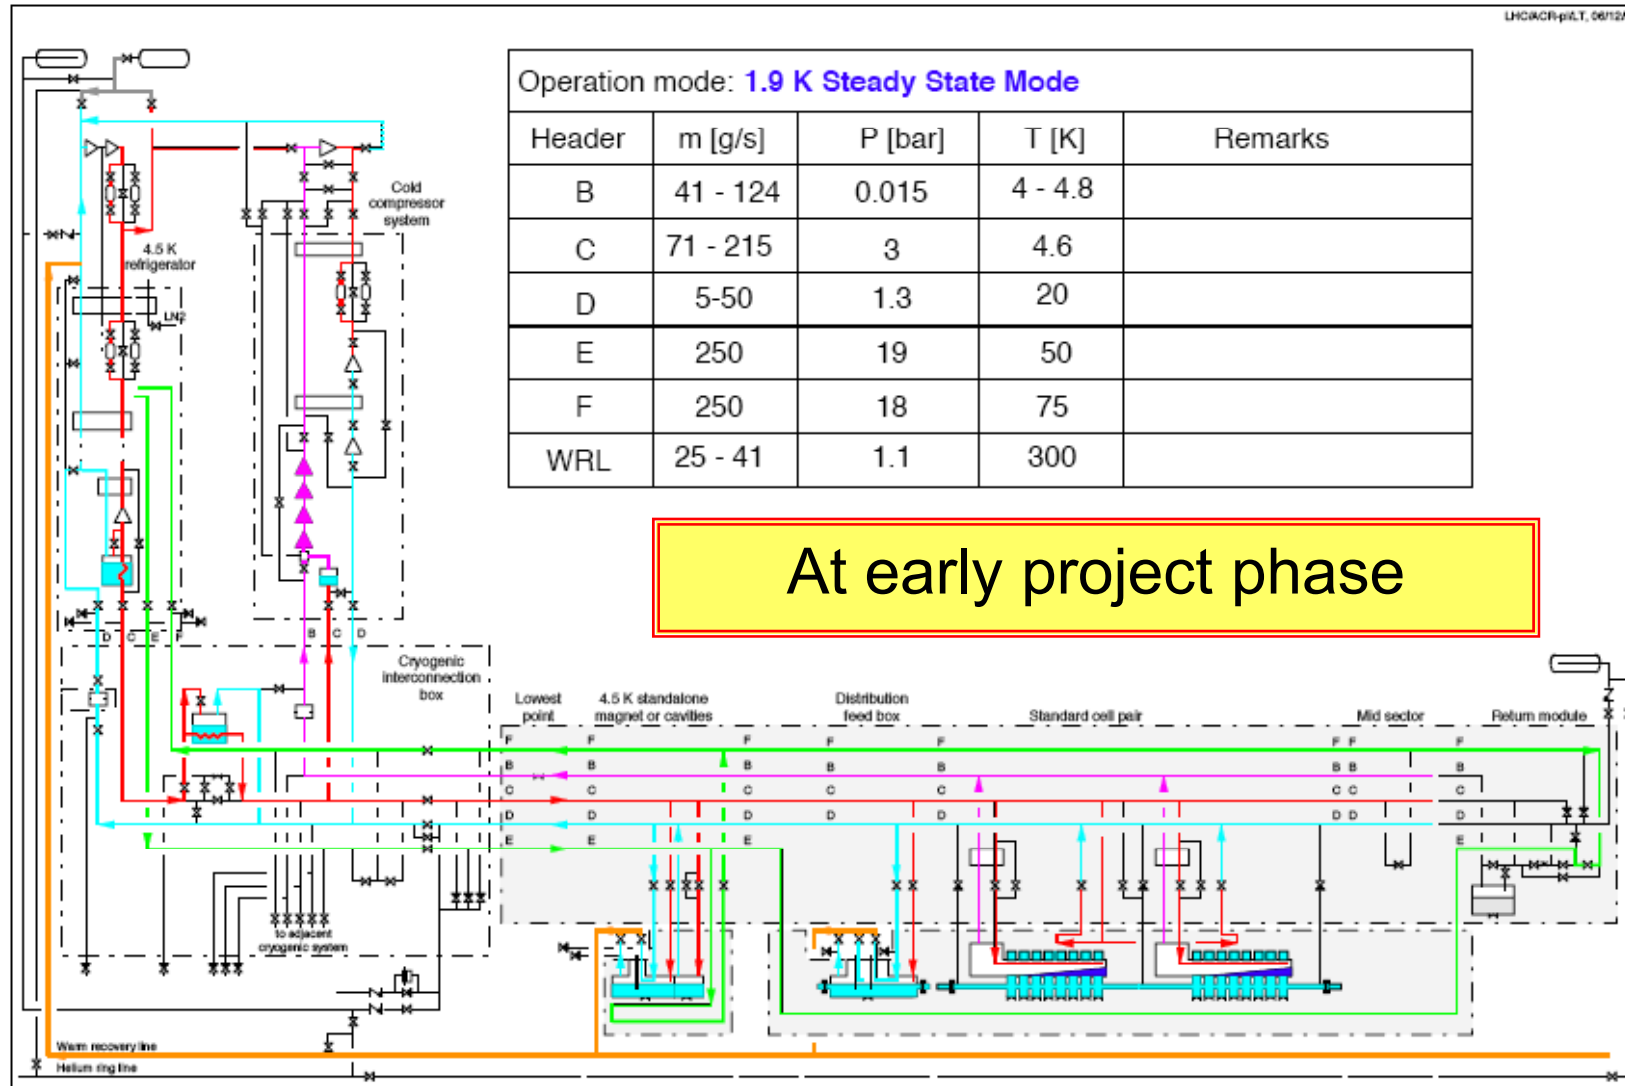 LHC/ACR-pl/LT, 06/12/
Operation mode: 1.9 K Steady State Mode
Header m [g/s] P [bar] T [K] Remarks
B 41 - 124 0.015 4 - 4.8
C 71 - 215 3 4.6
D 5-50 1.3 20
E 250 19 50
F 250 18 75
WRL 25 - 41 1.1 300
At early project phase
Cold
compressor
system
4.5 K
refrigerator
LN2
D C E F
B C D
Cryogenic
interconnection
box
Lowest
point
4.5 K standalone
magnet or cavities
Distribution
feed box
Standard cell pair
Mid sector
Return module
F F F F F F F F
B B B B B B B B
C C C C C C C C
D D D D D D D D
E E E E
to adjacent
cryogenic system
Warm recovery line
Helium ring line